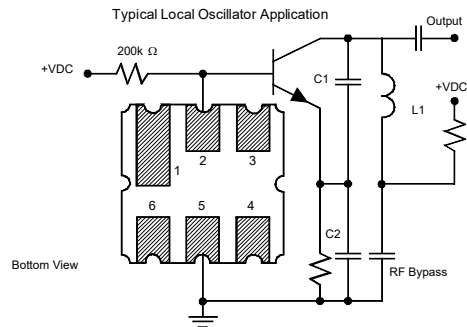 Typical Local Oscillator Application
Output
200k Ω
+VDC
C1
+VDC
L1
1
2
3
6
5
4
C2
Bottom View
RF Bypass